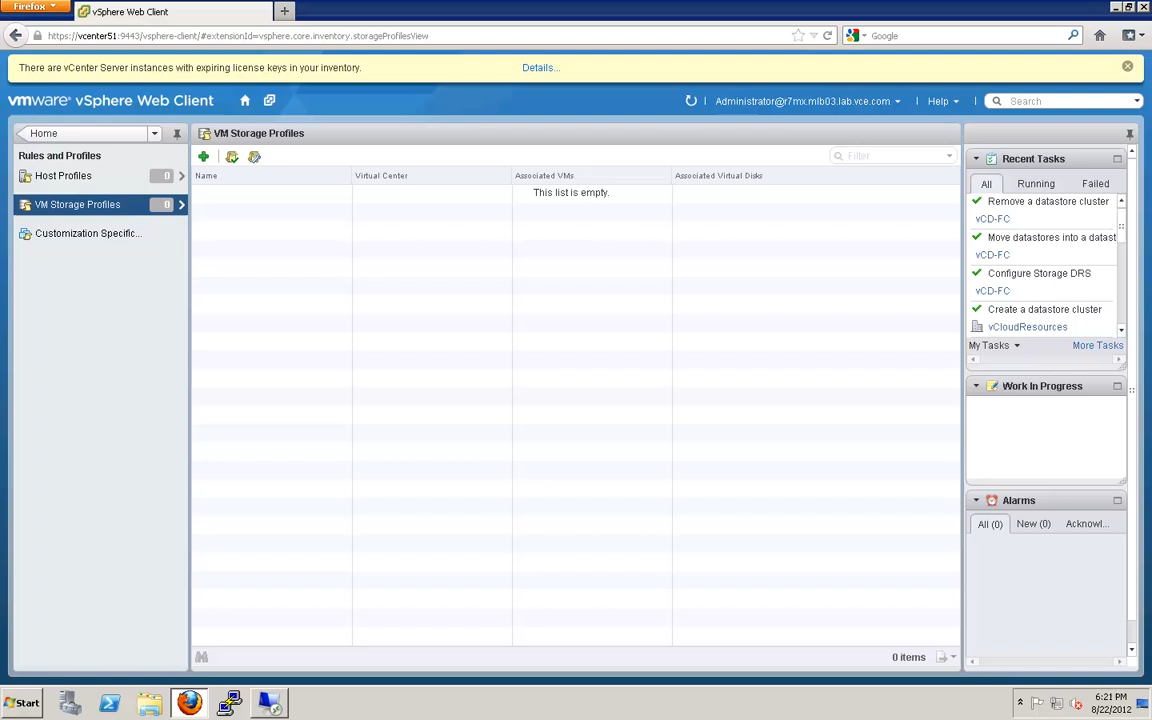 Firefox
vSphere Web Client
https://vcenter51:9443/vsphere-client/#extensionId=vsphere.core.inventory.storageProfilesView
Google
There are vCenter Server instances with expiring license keys in your inventory.
Details...
vmware® vSphere Web Client
Administrator@r7mx.mlb03.lab.vce.com
Help
Search
Home
VM Storage Profiles
Rules and Profiles
Host Profiles
0
VM Storage Profiles
0
Customization Specific...
Filter
Name
Virtual Center
Associated VMs
Associated Virtual Disks
This list is empty.
0 items
Recent Tasks
All
Running
Failed
Remove a datastore cluster
vCD-FC
Move datastores into a datast
vCD-FC
Configure Storage DRS
vCD-FC
Create a datastore cluster
vCloudResources
My Tasks
More Tasks
Work In Progress
Alarms
All (0)
New (0)
Acknowl...
Start
6:21 PM
8/22/2012